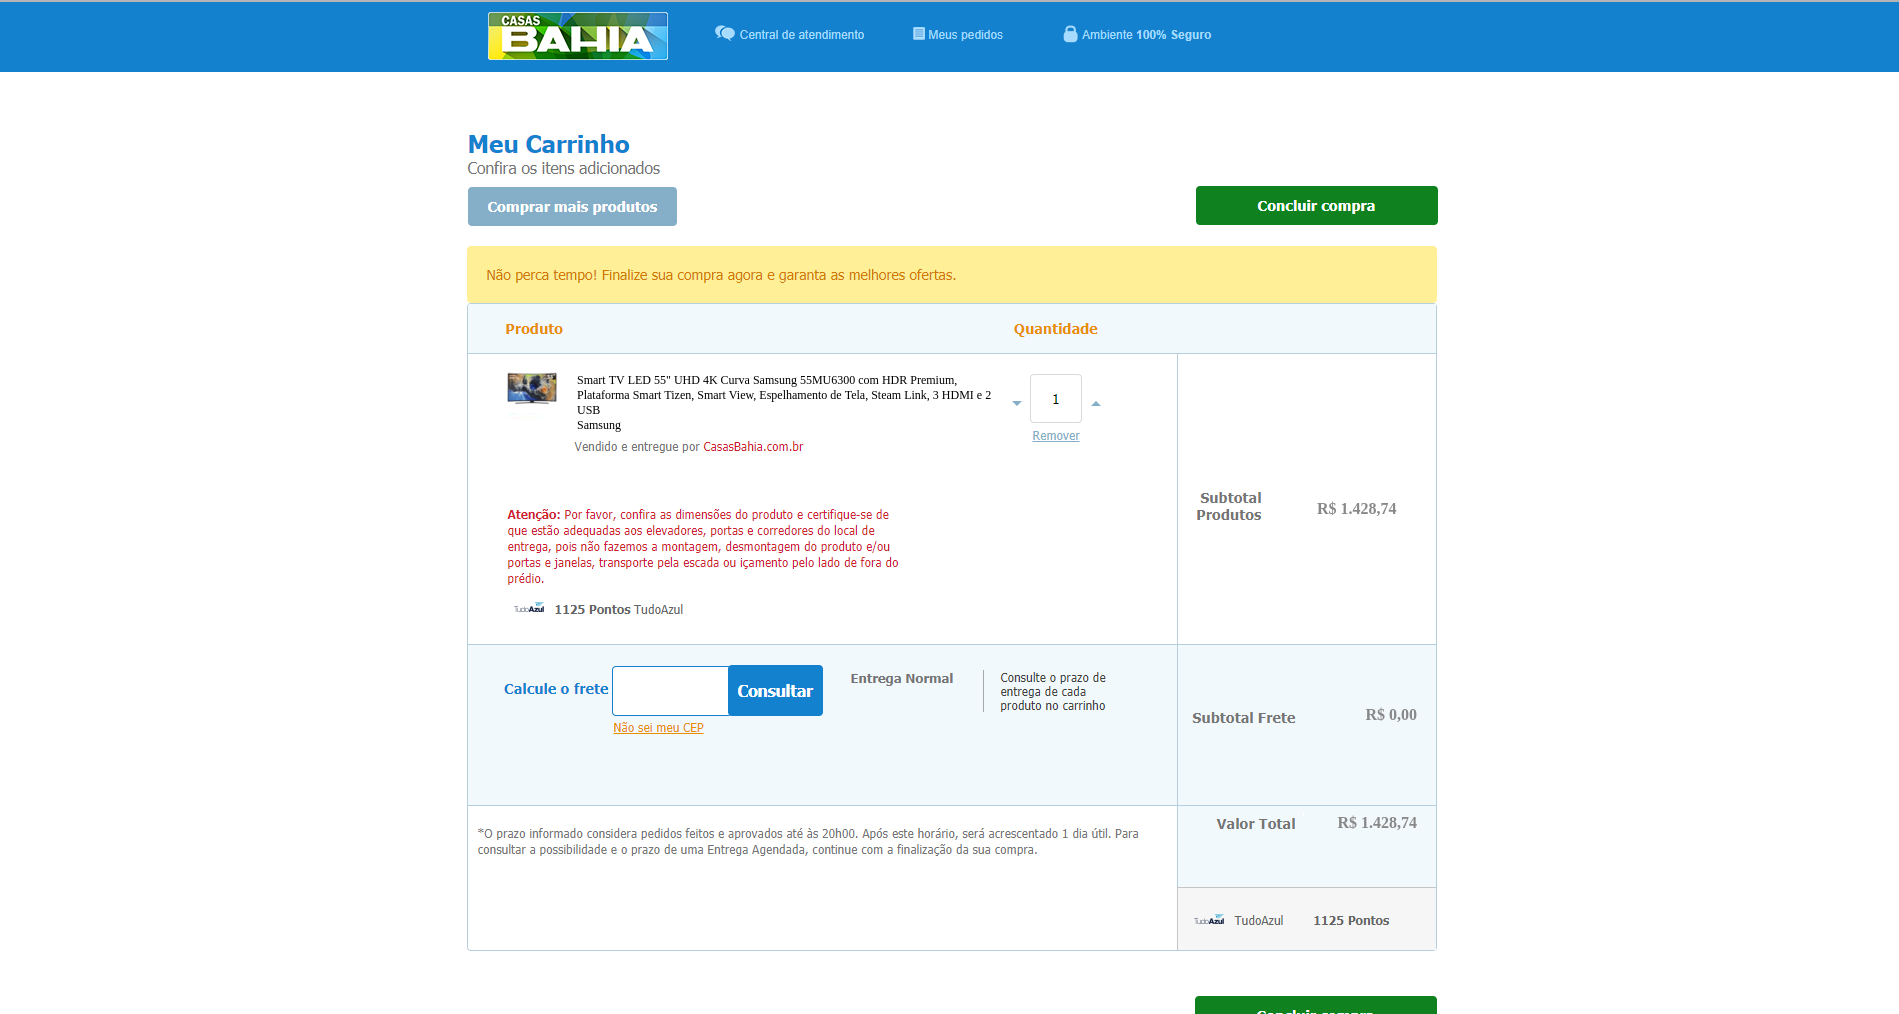 CASAS
BAHIA
Central de atendimento
Meus pedidos
Ambiente 100% Seguro
Meu Carrinho
Confira os itens adicionados
Comprar mais produtos
Concluir compra
Não perca tempo! Finalize sua compra agora e garanta as melhores ofertas.
Produto
Quantidade
Smart TV LED 55" UHD 4K Curva Samsung 55MU6300 com HDR Premium,
Plataforma Smart Tizen, Smart View, Espelhamento de Tela, Steam Link, 3 HDMI e 2
USB
Samsung
Vendido e entregue por CasasBahia.com.br
1
Remover
Atenção: Por favor, confira as dimensões do produto e certifique-se de
que estão adequadas aos elevadores, portas e corredores do local de
entrega, pois não fazemos a montagem, desmontagem do produto e/ou
portas e janelas, transporte pela escada ou içamento pelo lado de fora do
prédio.
TudoAzul 1125 Pontos TudoAzul
Subtotal
Produtos
R$ 1.428,74
Calcule o frete
Consultar
Não sei meu CEP
Entrega Normal
Consulte o prazo de
entrega de cada
produto no carrinho
Subtotal Frete
R$ 0,00
*O prazo informado considera pedidos feitos e aprovados até às 20h00. Após este horário, será acrescentado 1 dia útil. Para
consultar a possibilidade e o prazo de uma Entrega Agendada, continue com a finalização da sua compra.
Valor Total
R$ 1.428,74
TudoAzul TudoAzul 1125 Pontos
Concluir compra